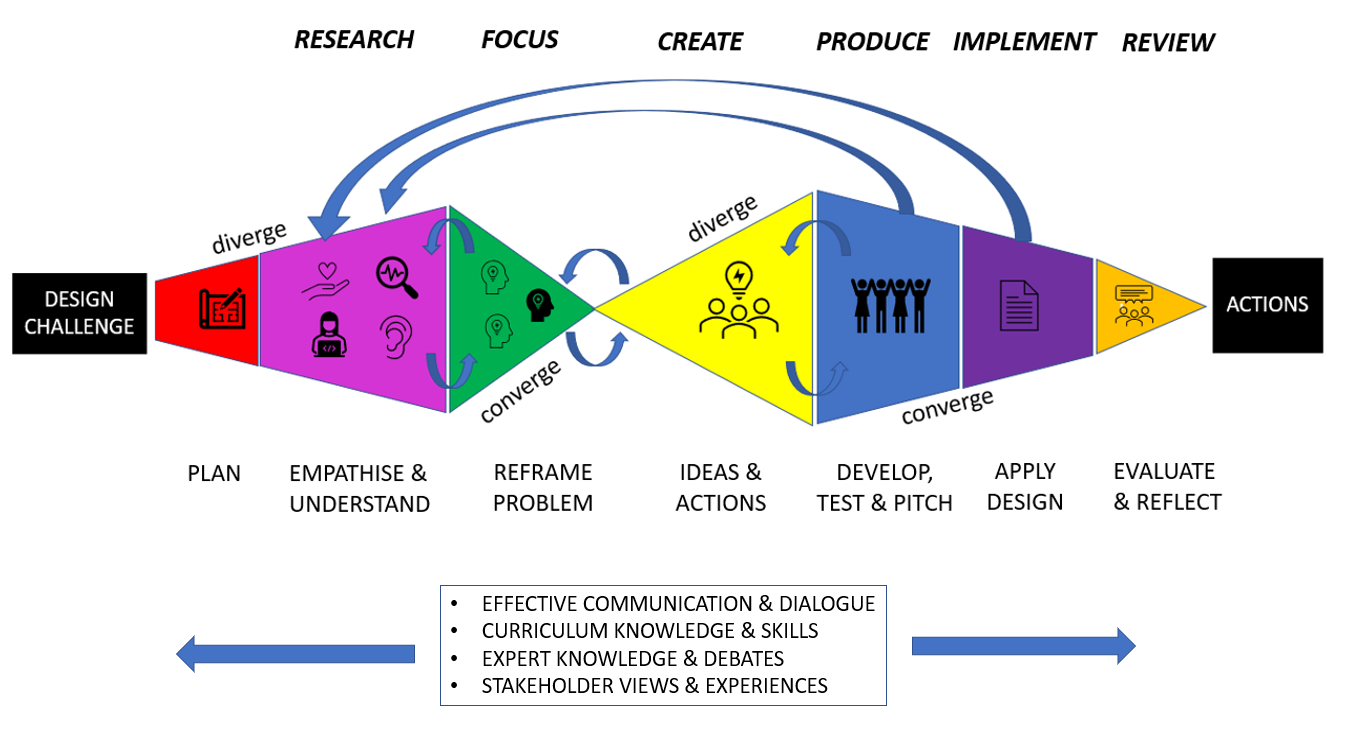 RESEARCH FOCUS CREATE PRODUCE IMPLEMENT REVIEW
diverge
diverge
DESIGN
CHALLENGE
ACTIONS
converge
converge
PLAN
EMPATHISE &
UNDERSTAND
REFRAME
PROBLEM
IDEAS &
ACTIONS
DEVELOP,
TEST & PITCH
APPLY
DESIGN
EVALUATE
& REFLECT
• EFFECTIVE COMMUNICATION & DIALOGUE
• CURRICULUM KNOWLEDGE & SKILLS
• EXPERT KNOWLEDGE & DEBATES
• STAKEHOLDER VIEWS & EXPERIENCES